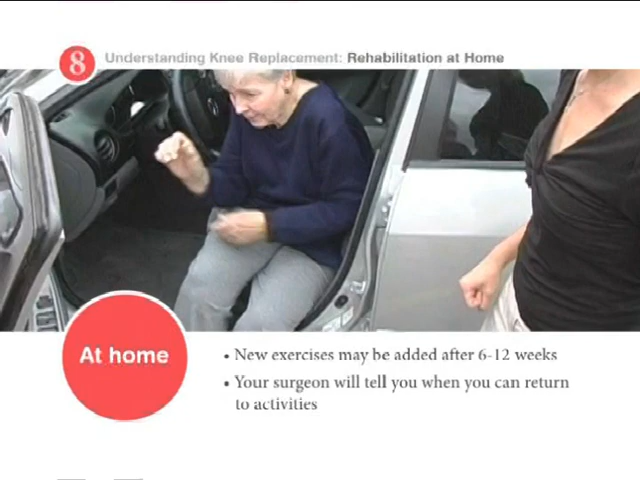 8
Understanding Knee Replacement: Rehabilitation at Home
At home
• New exercises may be added after 6-12 weeks
• Your surgeon will tell you when you can return
to activities